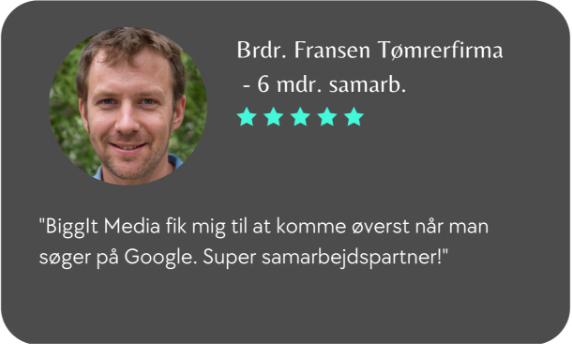 Brdr. Fransen Tømrerfirma
- 6 mdr. samarb.
"BiggIt Media fik mig til at komme øverst når man
søger på Google. Super samarbejdspartner!"